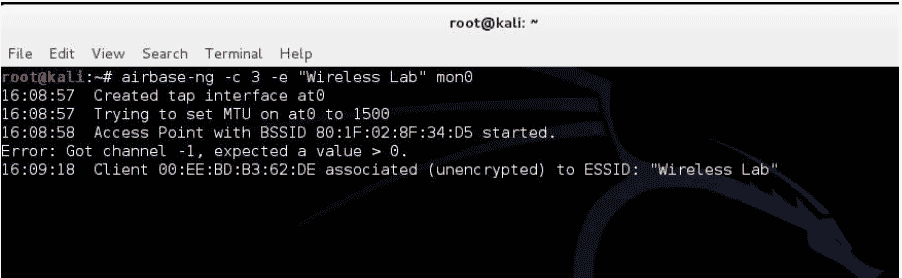 root@kali: ~
File Edit View Search Terminal Help
root@kali:~# airbase-ng -c 3 -e "Wireless Lab" mon0
16:08:57 Created tap interface at0
16:08:57 Trying to set MTU on at0 to 1500
16:08:58 Access Point with BSSID 80:1F:02:8F:34:D5 started.
Error: Got channel -1, expected a value > 0.
16:09:18 Client 00:EE:BD:B3:62:DE associated (unencrypted) to ESSID: "Wireless Lab"